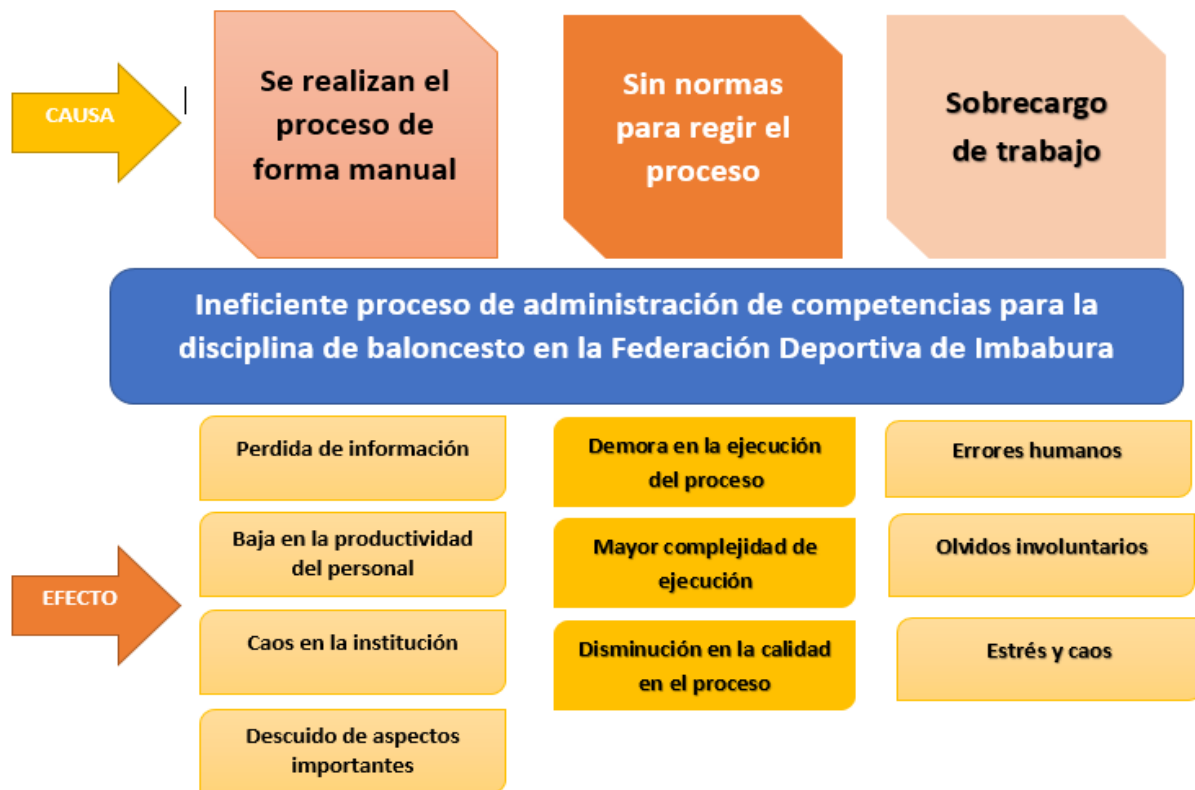 CAUSA
Se realizan el
proceso de
forma manual
Sin normas
para regir el
proceso
Sobrecargo
de trabajo
Ineficiente proceso de administración de competencias para la
disciplina de baloncesto en la Federación Deportiva de Imbabura
EFECTO
Perdida de información
Baja en la productividad
del personal
Caos en la institución
Descuido de aspectos
importantes
Demora en la ejecución
del proceso
Mayor complejidad de
ejecución
Disminución en la calidad
en el proceso
Errores humanos
Olvidos involuntarios
Estrés y caos